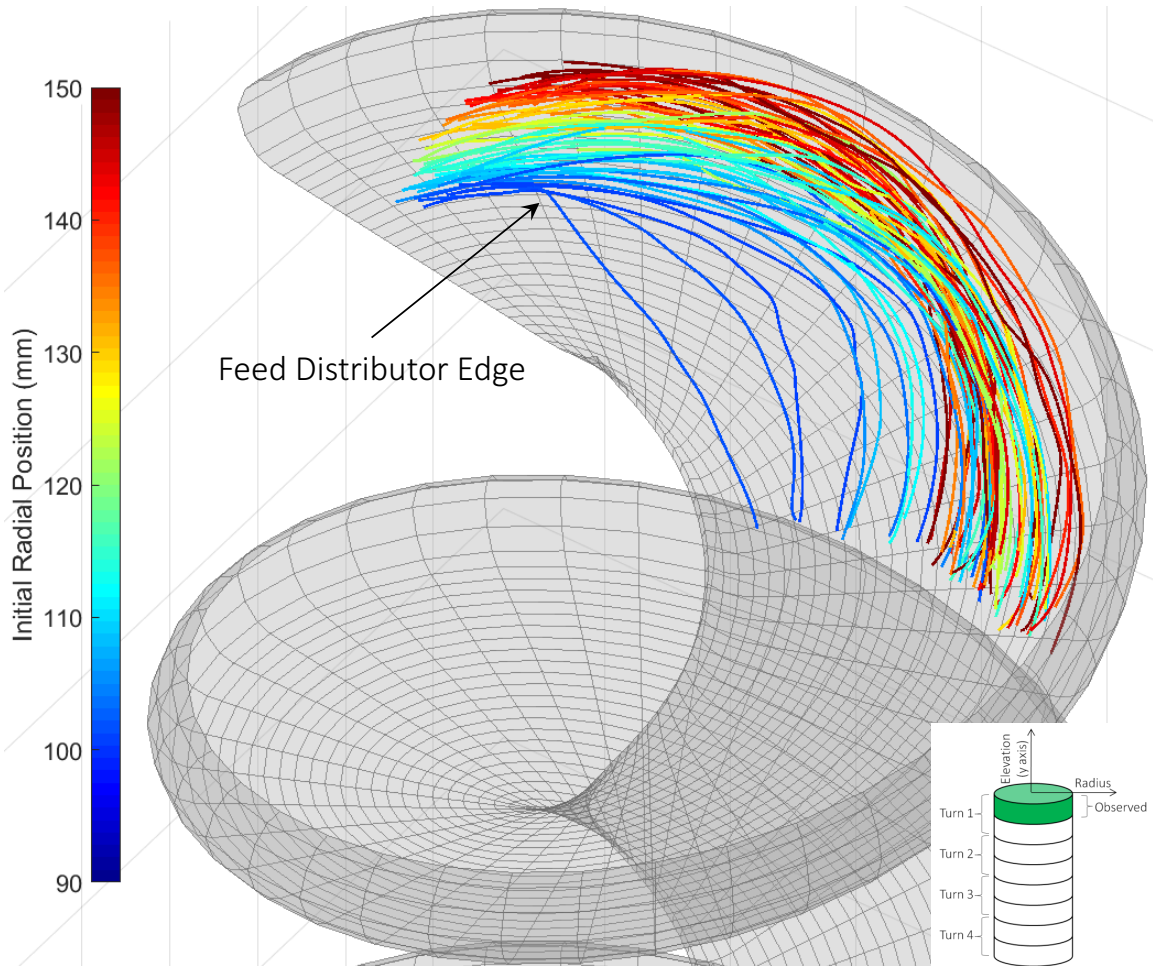 150
140
130
120
110
100
90
Initial Radial Position (mm)
Feed Distributor Edge
Elevation
(y axis)
Radius
Observed
Turn 1
Turn 2
Turn 3
Turn 4